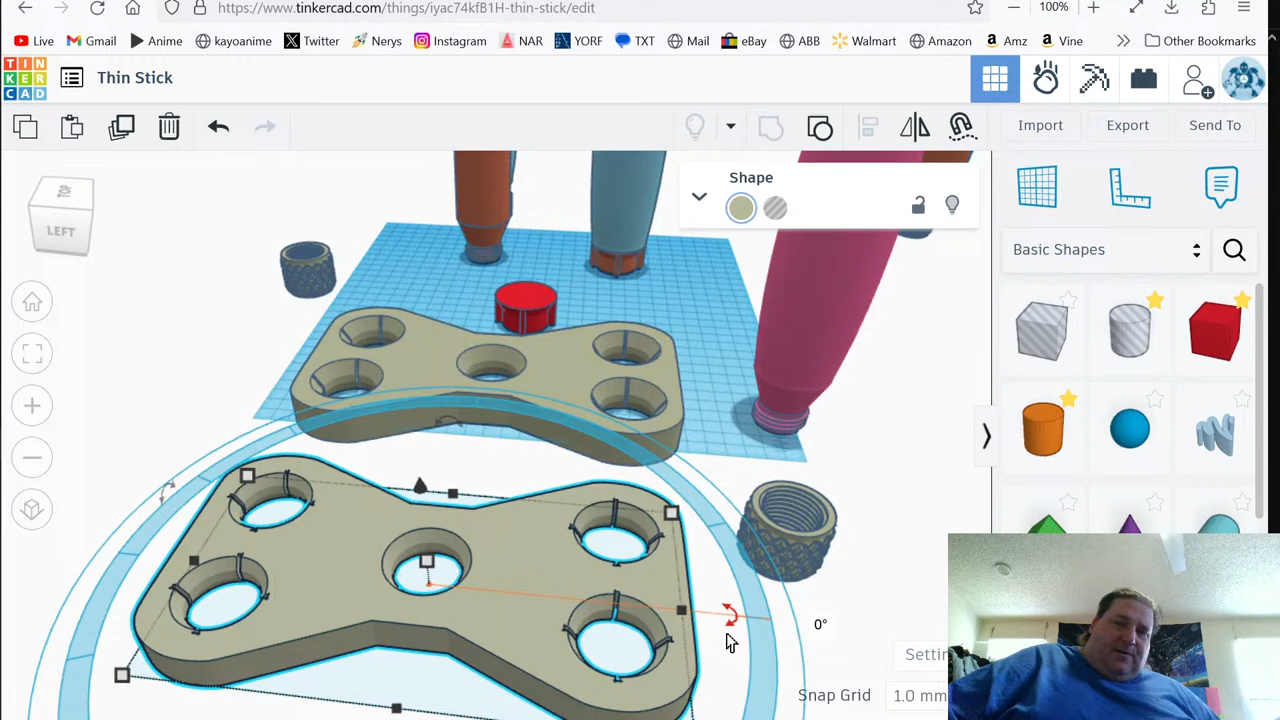 https://www.tinkercad.com/things/iyac74kfB1H-thin-stick/edit
100%
Live Gmail Anime kayoanime Twitter Nerys Instagram NAR YORF TXT Mail eBay ABB Walmart Amazon Amz Vine Other Bookmarks
TIN
KER
CAD
Thin Stick
Import Export Send To
Shape
LEFT
Basic Shapes
0°
Settin
Snap Grid 1.0 mm